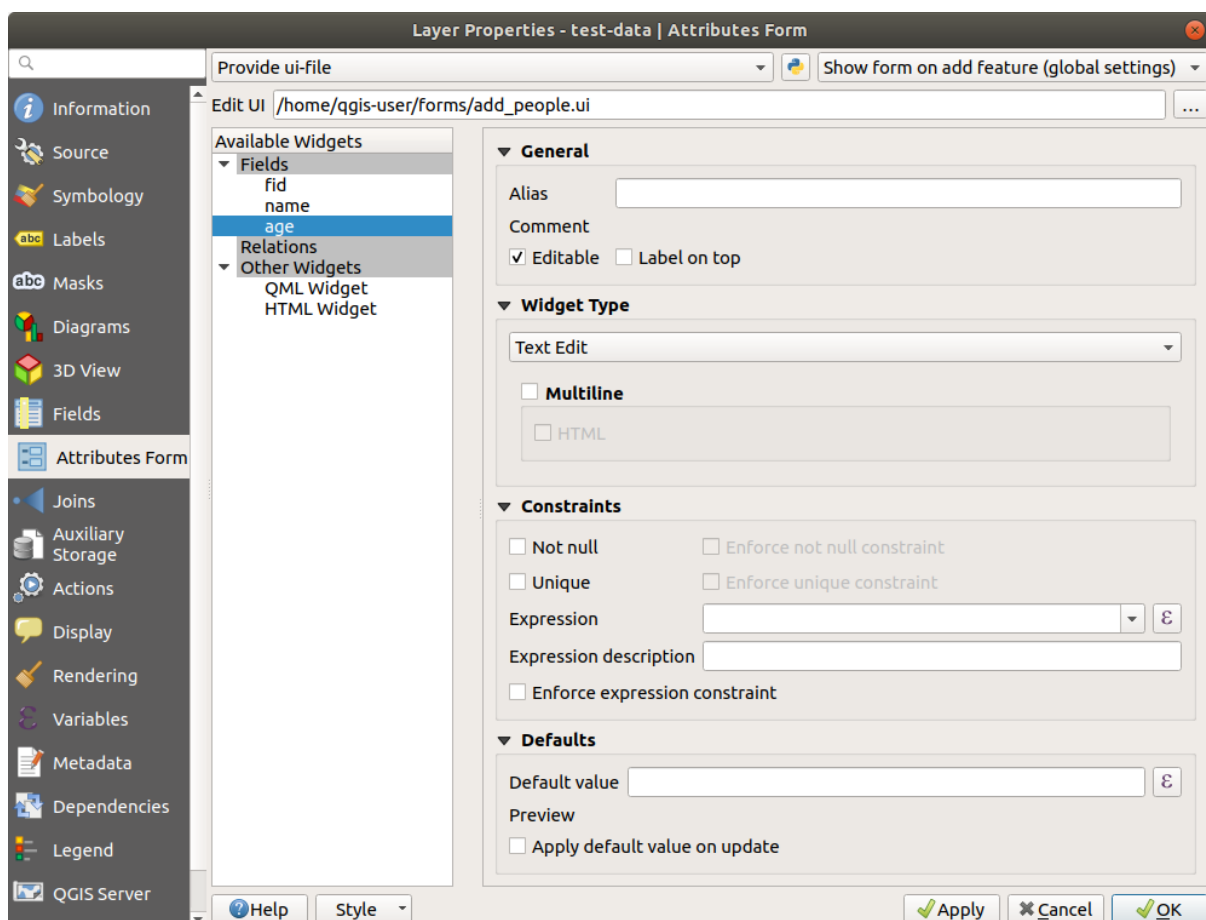 Layer Properties - test-data | Attributes Form
Provide ui-file
Show form on add feature (global settings)
Edit UI /home/qgis-user/forms/add_people.ui ...
Information
Source
Symbology
abc Labels
abc Masks
Diagrams
3D View
Fields
Attributes Form
Joins
Auxiliary
Storage
Actions
Display
Rendering
ε Variables
Metadata
Dependencies
Legend
QGIS Server
Available Widgets
Fields
fid
name
age
Relations
Other Widgets
QML Widget
HTML Widget
General
Alias
Comment
Editable Label on top
Widget Type
Text Edit
Multiline
HTML
Constraints
Not null Enforce not null constraint
Unique Enforce unique constraint
Expression ε
Expression description
Enforce expression constraint
Defaults
Default value ε
Preview
Apply default value on update
Help Style Apply Cancel OK